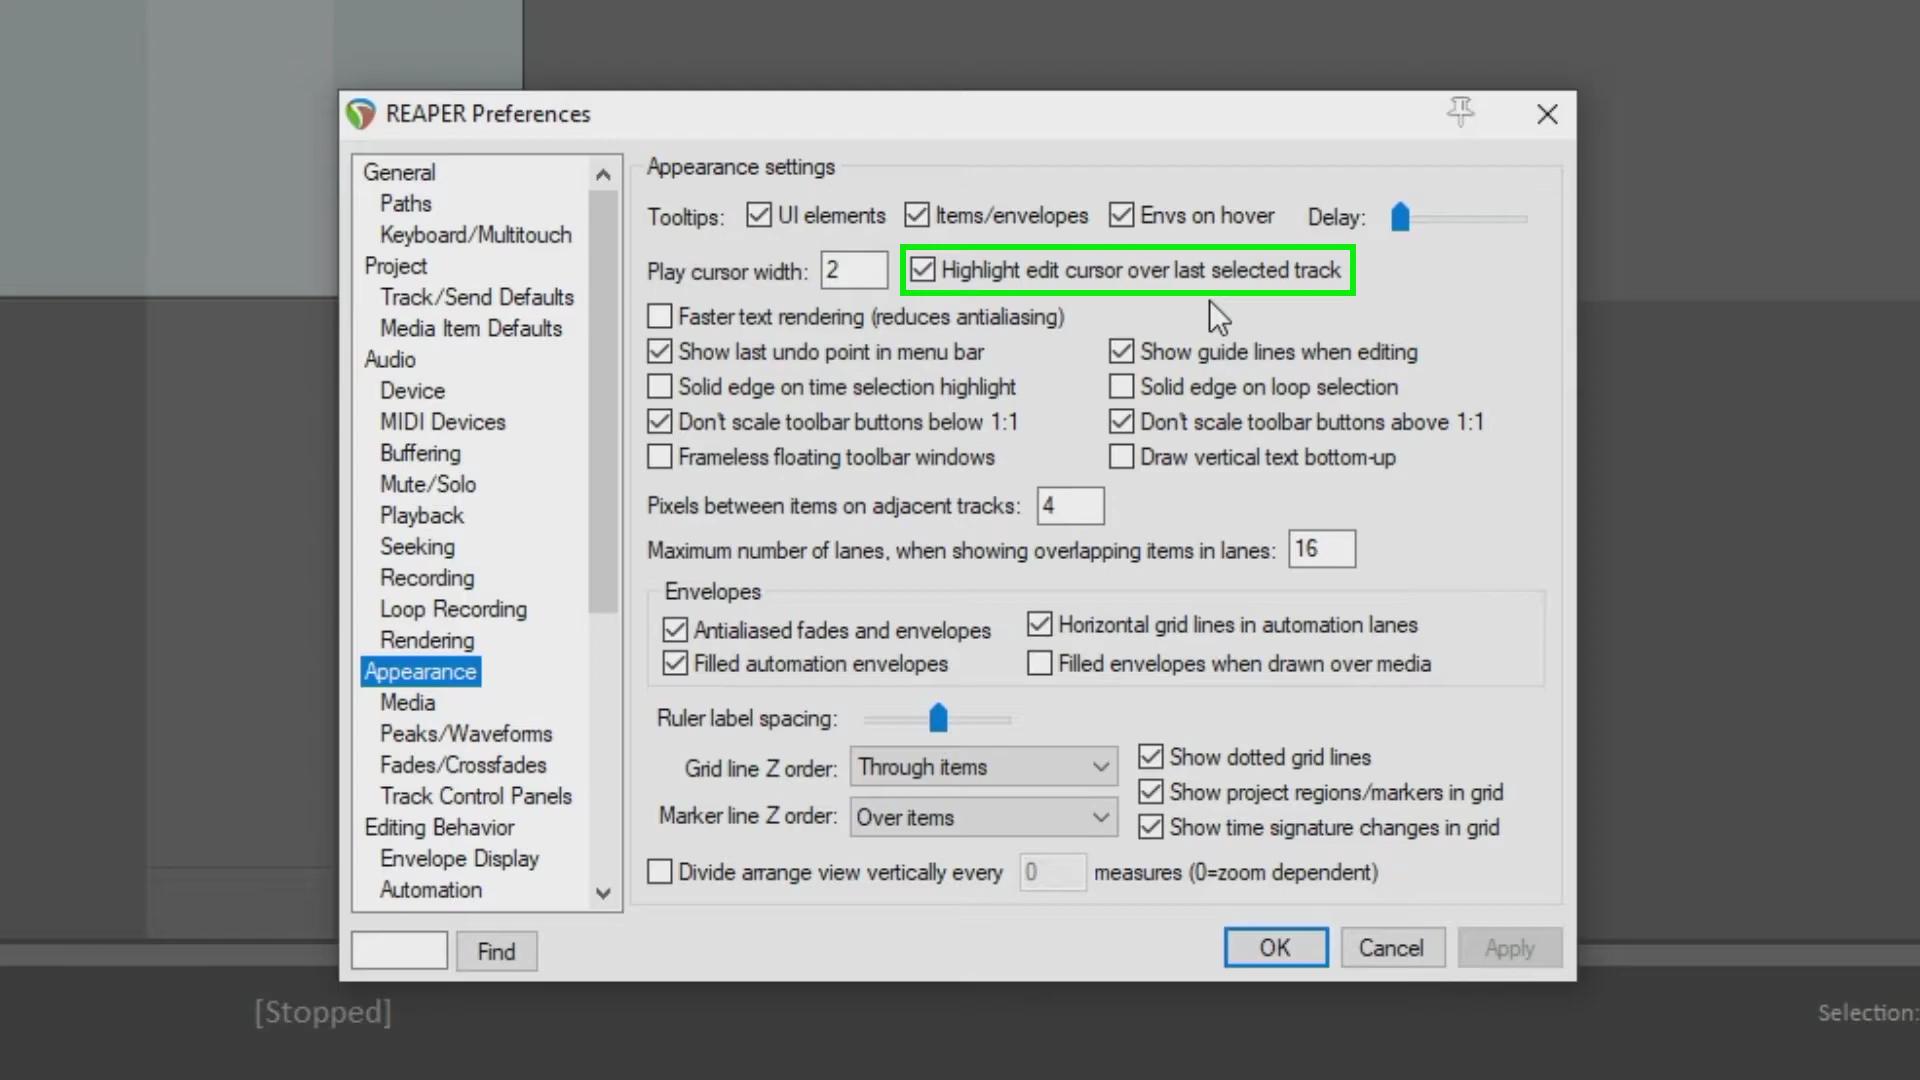 REAPER Preferences
General
Paths
Keyboard/Multitouch
Project
Track/Send Defaults
Media Item Defaults
Audio
Device
MIDI Devices
Buffering
Mute/Solo
Playback
Seeking
Recording
Loop Recording
Rendering
Appearance
Media
Peaks/Waveforms
Fades/Crossfades
Track Control Panels
Editing Behavior
Envelope Display
Automation
Find
Appearance settings
Tooltips: UI elements Items/envelopes Envs on hover Delay:
Play cursor width: 2 Highlight edit cursor over last selected track
Faster text rendering (reduces antialiasing)
Show last undo point in menu bar Show guide lines when editing
Solid edge on time selection highlight Solid edge on loop selection
Don't scale toolbar buttons below 1:1 Don't scale toolbar buttons above 1:1
Frameless floating toolbar windows Draw vertical text bottom-up
Pixels between items on adjacent tracks: 4
Maximum number of lanes, when showing overlapping items in lanes: 16
Envelopes
Antialiased fades and envelopes Horizontal grid lines in automation lanes
Filled automation envelopes Filled envelopes when drawn over media
Ruler label spacing:
Grid line Z order: Through items Show dotted grid lines
Show project regions/markers in grid
Marker line Z order: Over items Show time signature changes in grid
Divide arrange view vertically every 0 measures (0=zoom dependent)
OK Cancel Apply
[Stopped]
Selection: